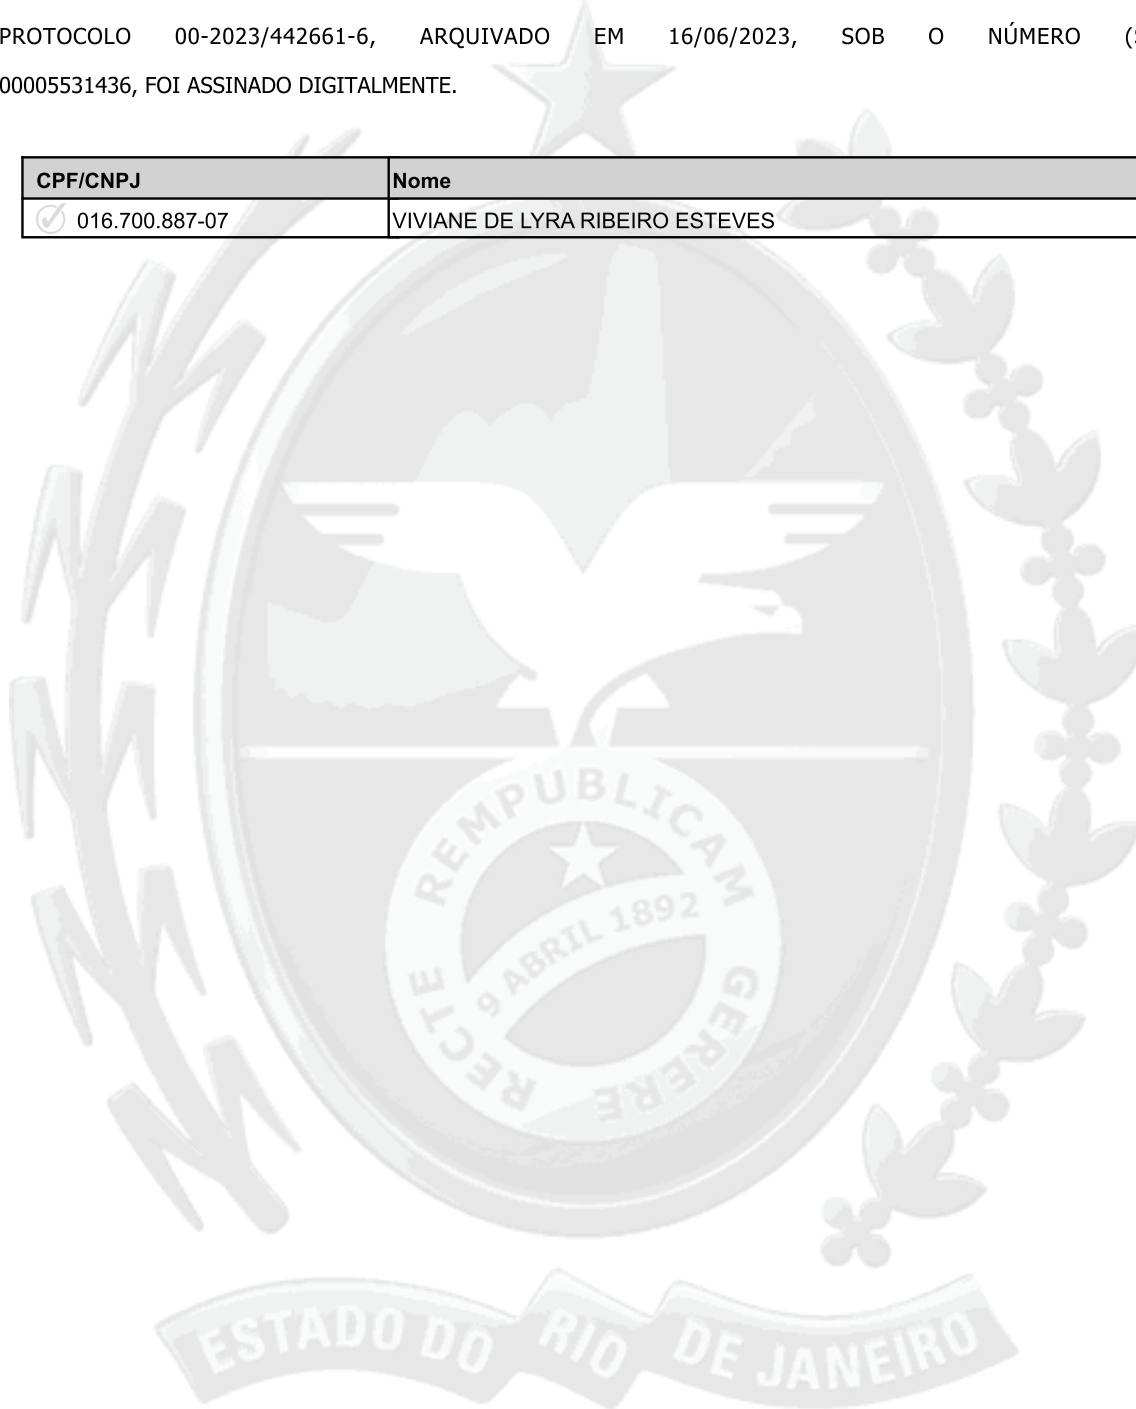 PROTOCOLO 00-2023/442661-6, ARQUIVADO EM 16/06/2023, SOB O NÚMERO (
00005531436, FOI ASSINADO DIGITALMENTE.
CPF/CNPJ Nome
016.700.887-07 VIVIANE DE LYRA RIBEIRO ESTEVES
RECTE REMPUBLICAM GERERE
9 ABRIL 1892
ESTADO DO RIO DE JANEIRO